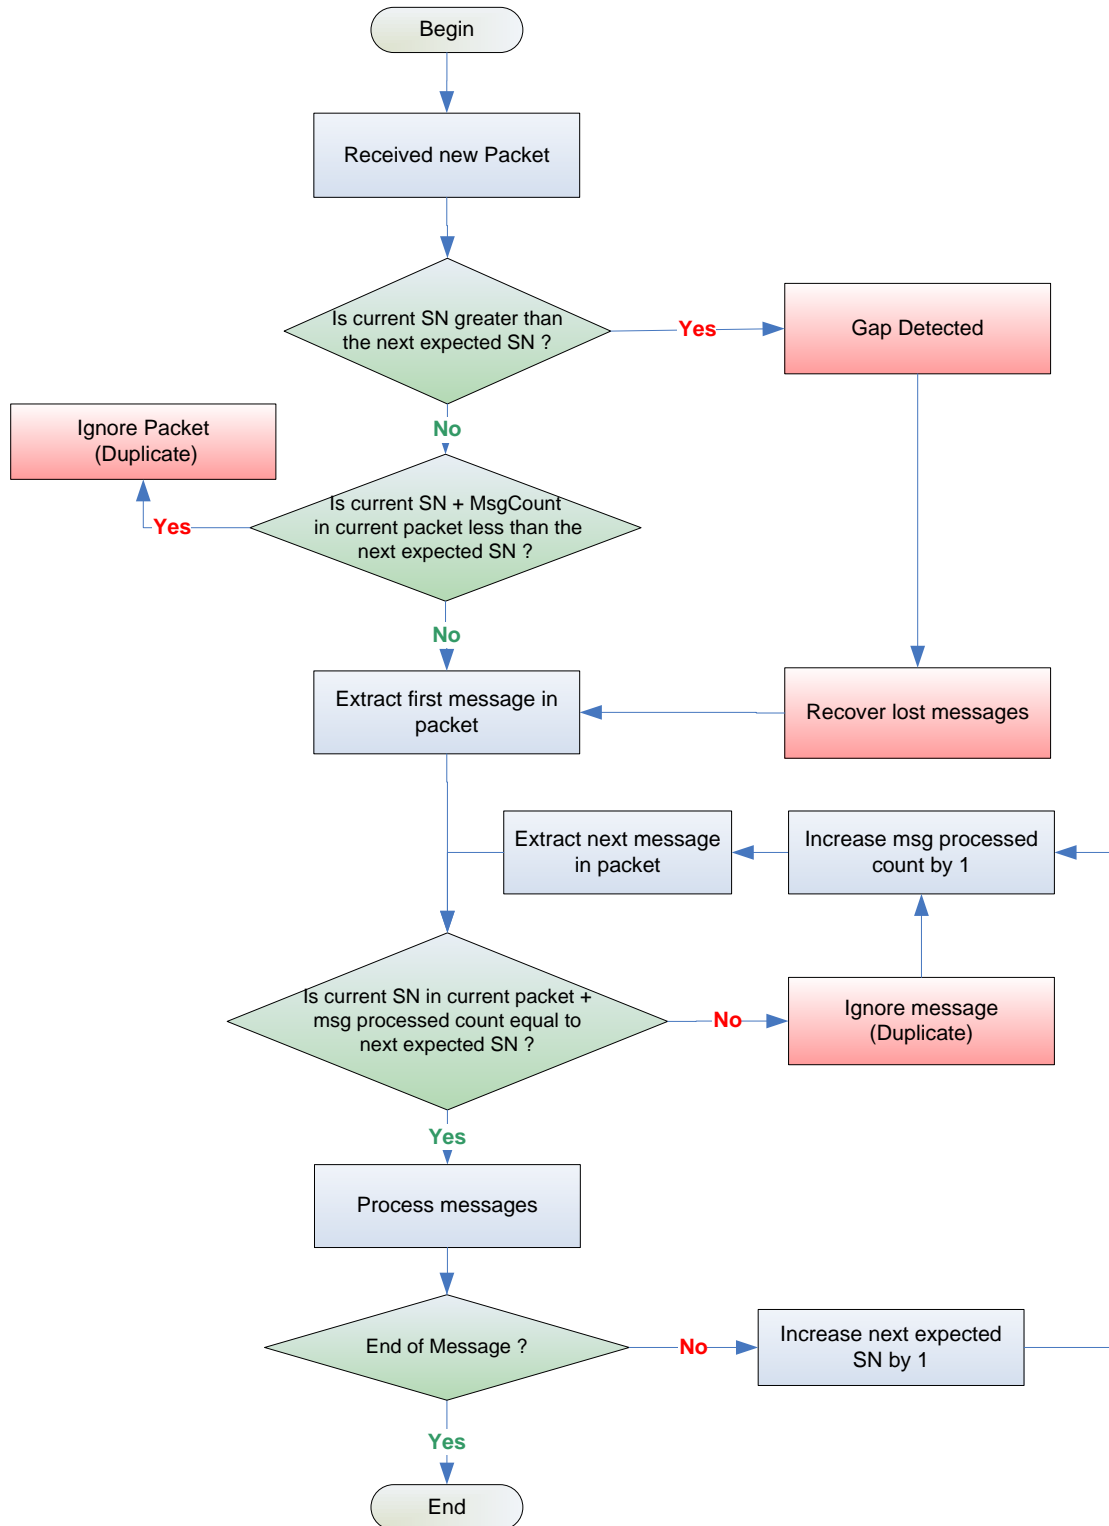 Begin
Received new Packet
Is current SN greater than
the next expected SN ?
Yes
Gap Detected
No
Ignore Packet
(Duplicate)
Is current SN + MsgCount
in current packet less than the
next expected SN ?
Yes
No
Extract first message in
packet
Recover lost messages
Extract next message
in packet
Increase msg processed
count by 1
Is current SN in current packet +
msg processed count equal to
next expected SN ?
No
Ignore message
(Duplicate)
Yes
Process messages
End of Message ?
No
Increase next expected
SN by 1
Yes
End